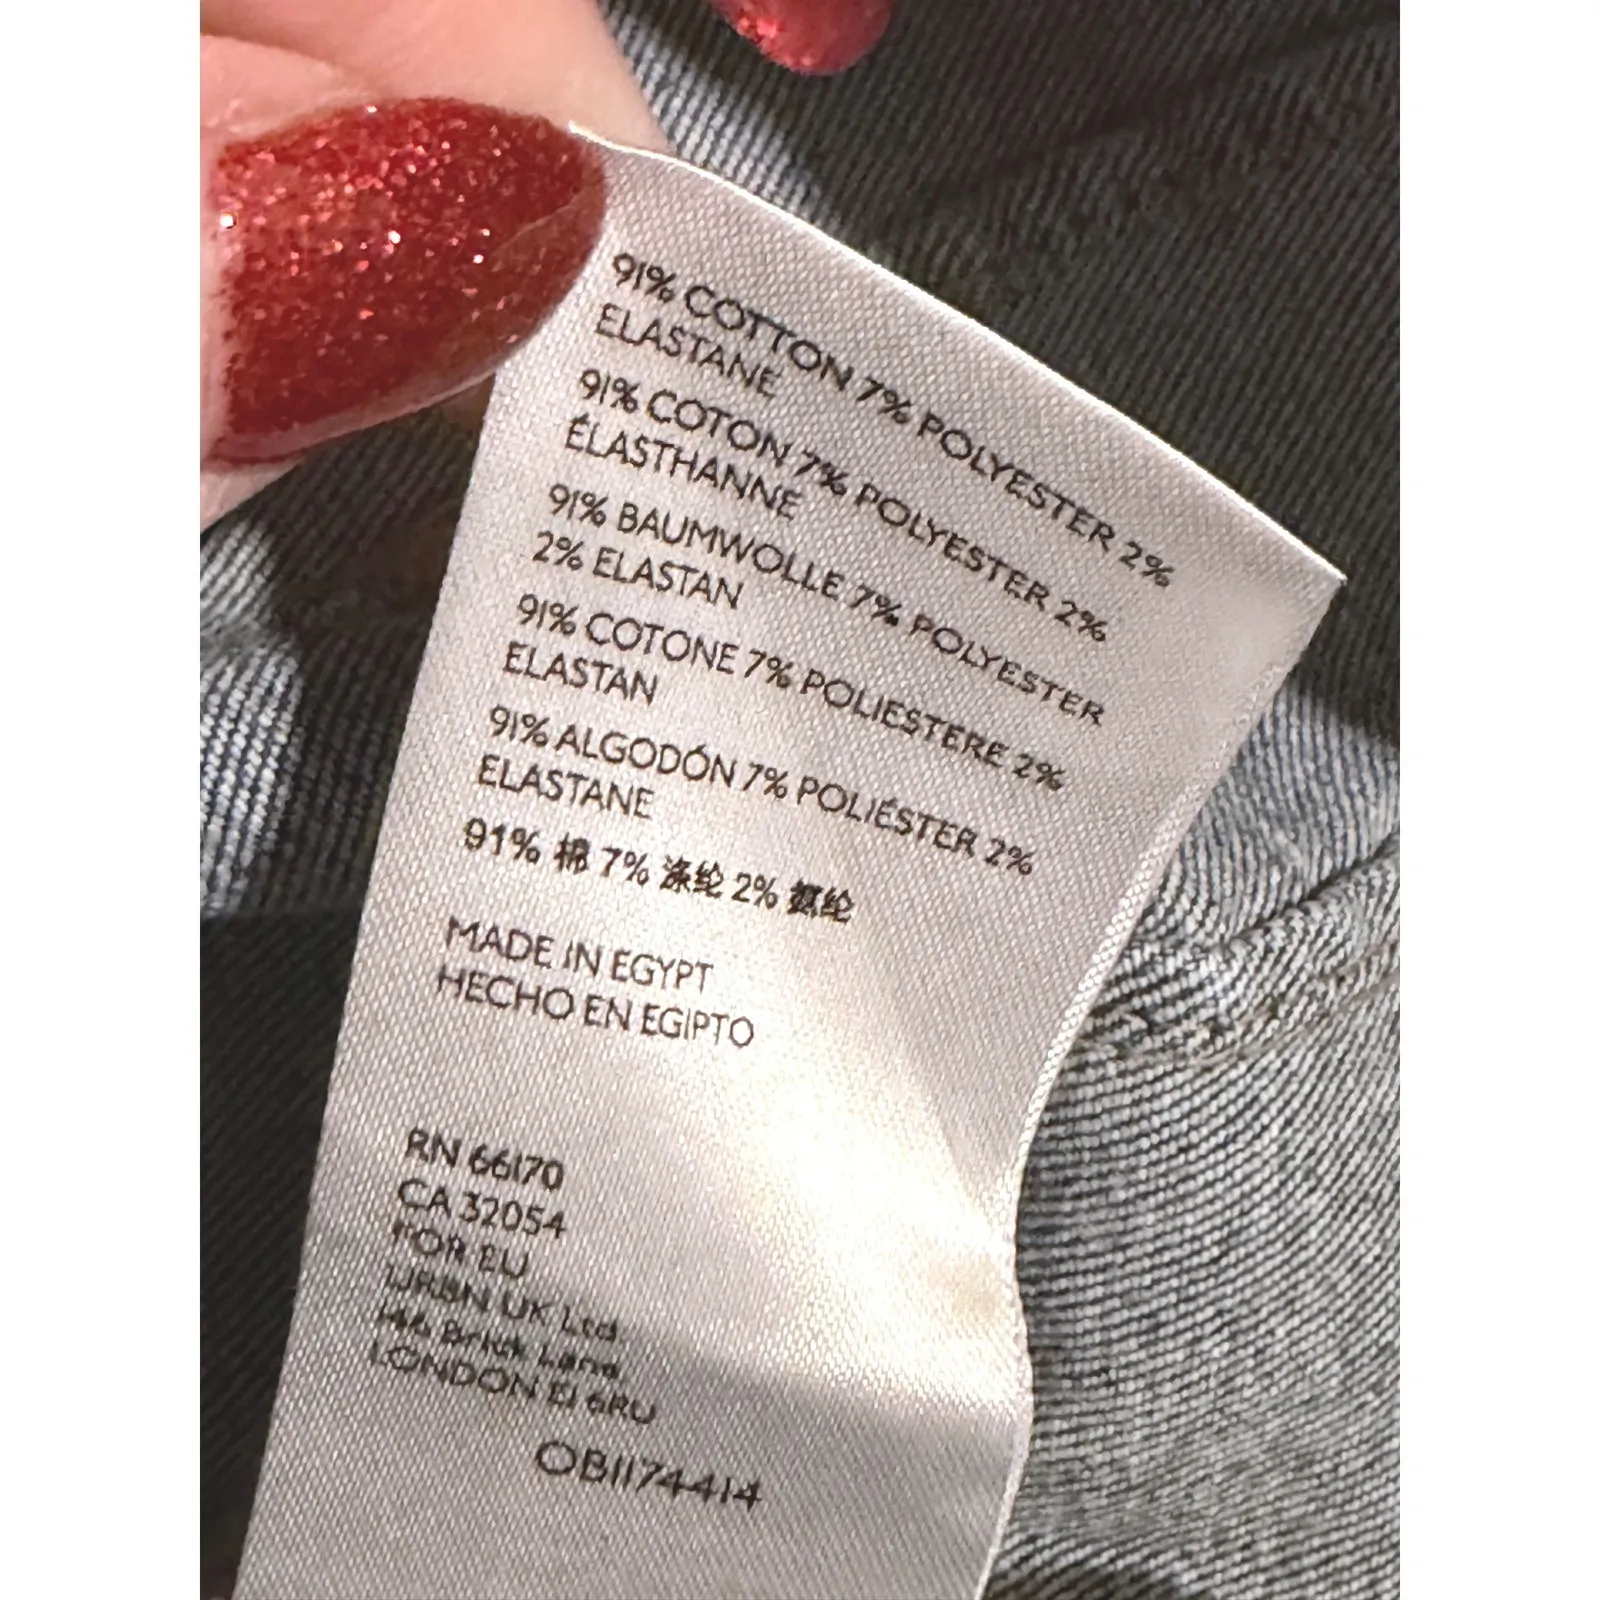 91% COTTON 7% POLYESTER 2%
ELASTANE
91% COTON 7% POLYESTER 2%
ÉLASTHANNE
91% BAUMWOLLE 7% POLYESTER
2% ELASTAN
91% COTONE 7% POLIESTERE 2%
ELASTAN
91% ALGODÓN 7% POLIÉSTER 2%
ELASTANE
91% 棉 7% 涤纶 2% 氨纶
MADE IN EGYPT
HECHO EN EGIPTO
RN 66170
CA 32054
FOR EU
URBN UK Ltd
146 Brick Lane
LONDON E1 6RU
OB1174414